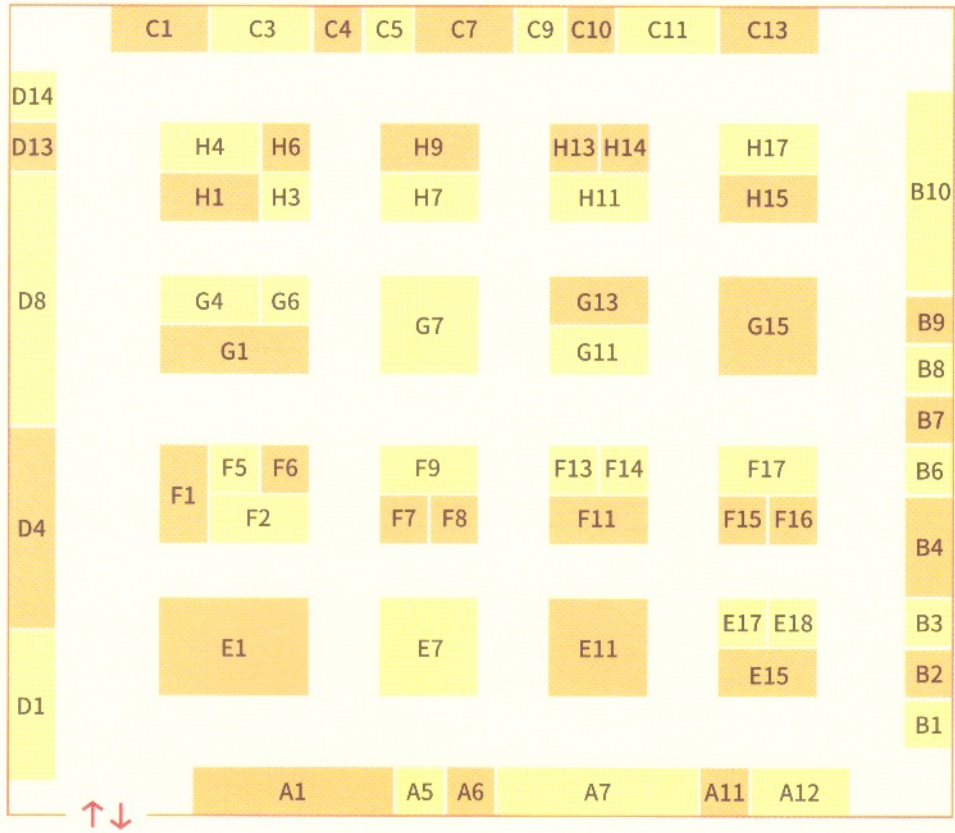 C1 C3 C4 C5 C7 C9 C10 C11 C13
D14
D13
H4 H6 H9 H13 H14 H17
H1 H3 H7 H11 H15
B10
D8
G4 G6 G7 G13 G15
G1 G11
B9
B8
B7
F1 F5 F6 F9 F13 F14 F17
B6
F2 F7 F8 F11 F15 F16
D4
B4
E1 E7 E11 E17 E18
B3
E15
B2
D1
B1
A1 A5 A6 A7 A11 A12
↑↓